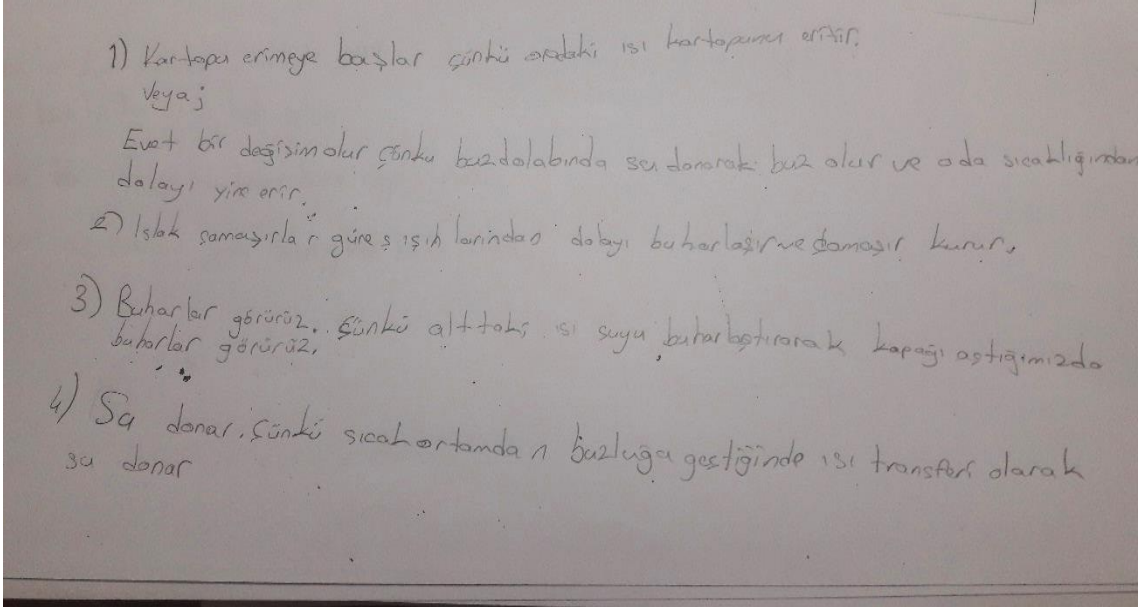 1) Kartopu erimeye başlar çünkü ordaki ısı kartopunu eritir.
Veya;
Evet bir değişim olur çünkü buzdolabında su donarak buz olur ve oda sıcaklığından
dolayı yine erir.
2) Islak çamaşırlar güneş ışıklarından dolayı buharlaşır ve çamaşır kurur.
3) Buharlar görürüz. Çünkü alttaki ısı suyu buharlaştırarak kapağı açtığımızda
buharlar görürüz.
4) Su donar. Çünkü sıcak ortamdan buzluğa geçtiğinde ısı transferi olarak
su donar